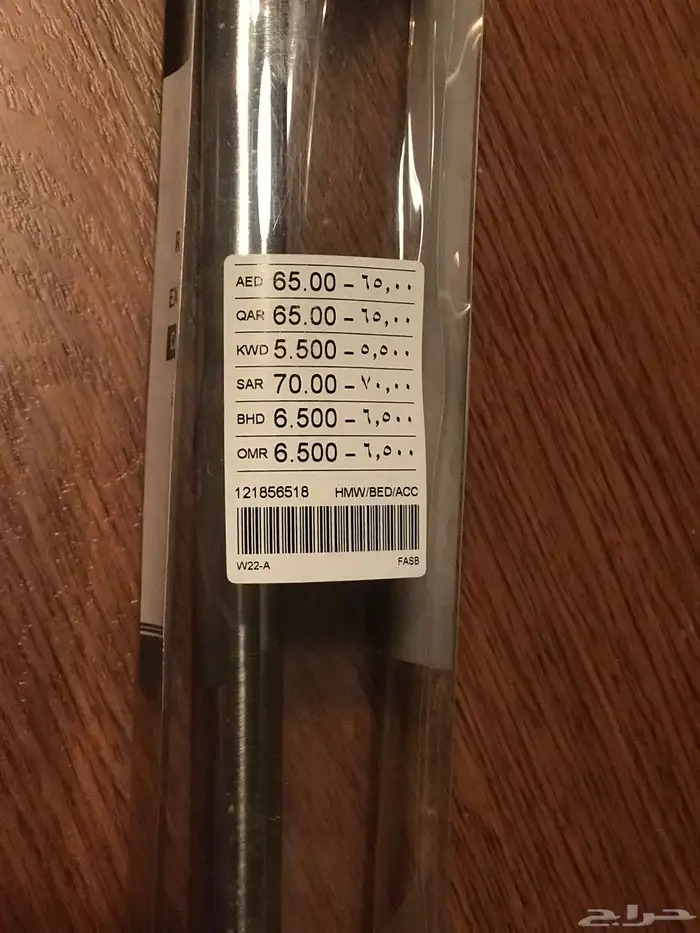 AED 65.00 – ٦٥,٠٠
QAR 65.00 – ٦٥,٠٠
KWD 5.500 – ٥,٥٠٠
SAR 70.00 – ٧٠,٠٠
BHD 6.500 – ٦,٥٠٠
OMR 6.500 – ٦,٥٠٠
121856518 HMW/BED/ACC
W22-A FASB
حراج